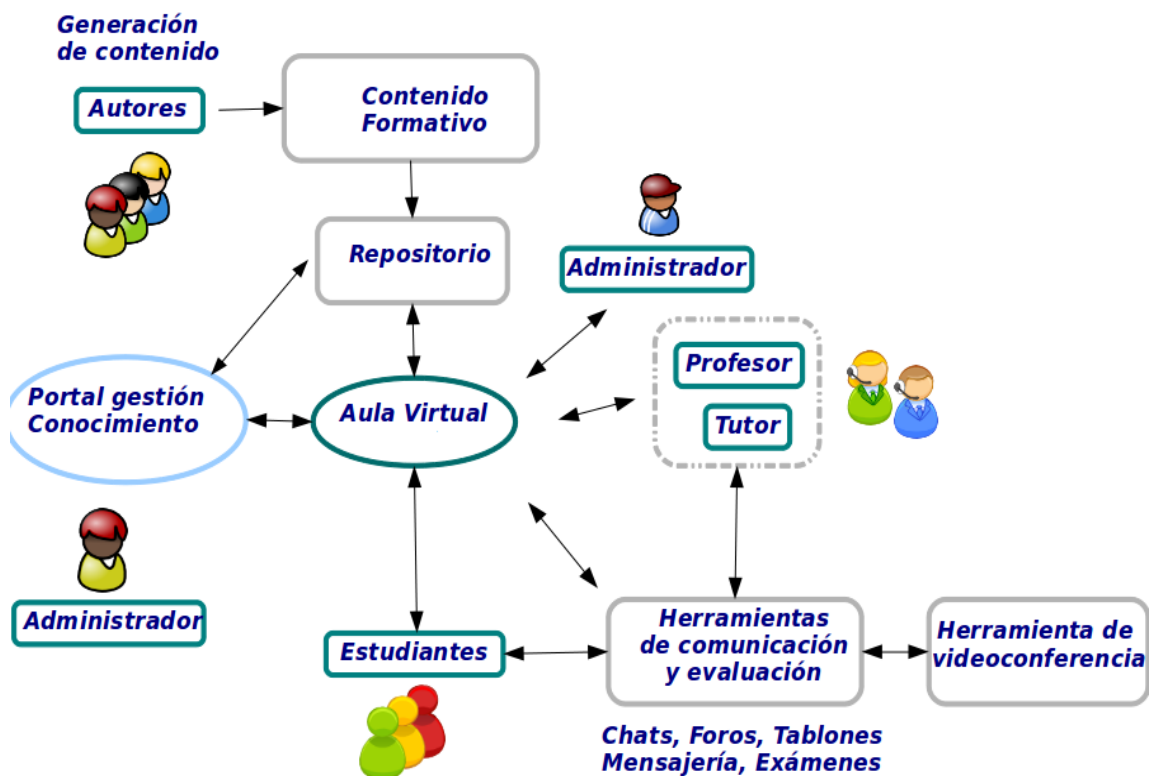 Generación
de contenido
Autores
Contenido
Formativo
Repositorio
Administrador
Profesor
Tutor
Portal gestión
Conocimiento
Aula Virtual
Administrador
Estudiantes
Herramientas
de comunicación
y evaluación
Herramienta de
videoconferencia
Chats, Foros, Tablones
Mensajería, Exámenes